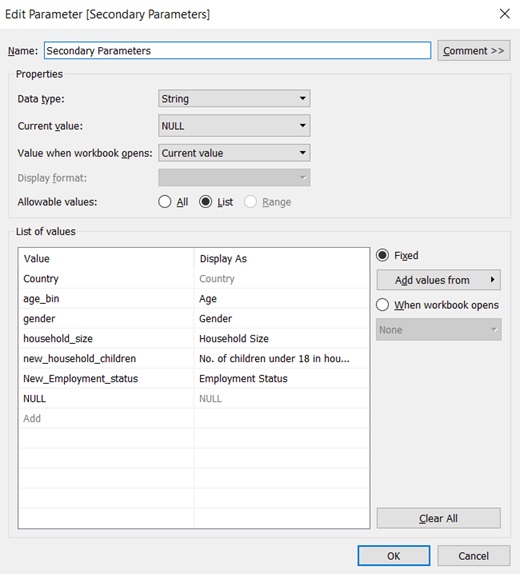 Edit Parameter [Secondary Parameters]
Name: Secondary Parameters Comment >>
Properties
Data type: String
Current value: NULL
Value when workbook opens: Current value
Display format:
Allowable values: All List Range
List of values
Value Display As
Country Country
age_bin Age
gender Gender
household_size Household Size
new_household_children No. of children under 18 in hou...
New_Employment_status Employment Status
NULL NULL
Add
Fixed
Add values from
When workbook opens
None
Clear All
OK Cancel